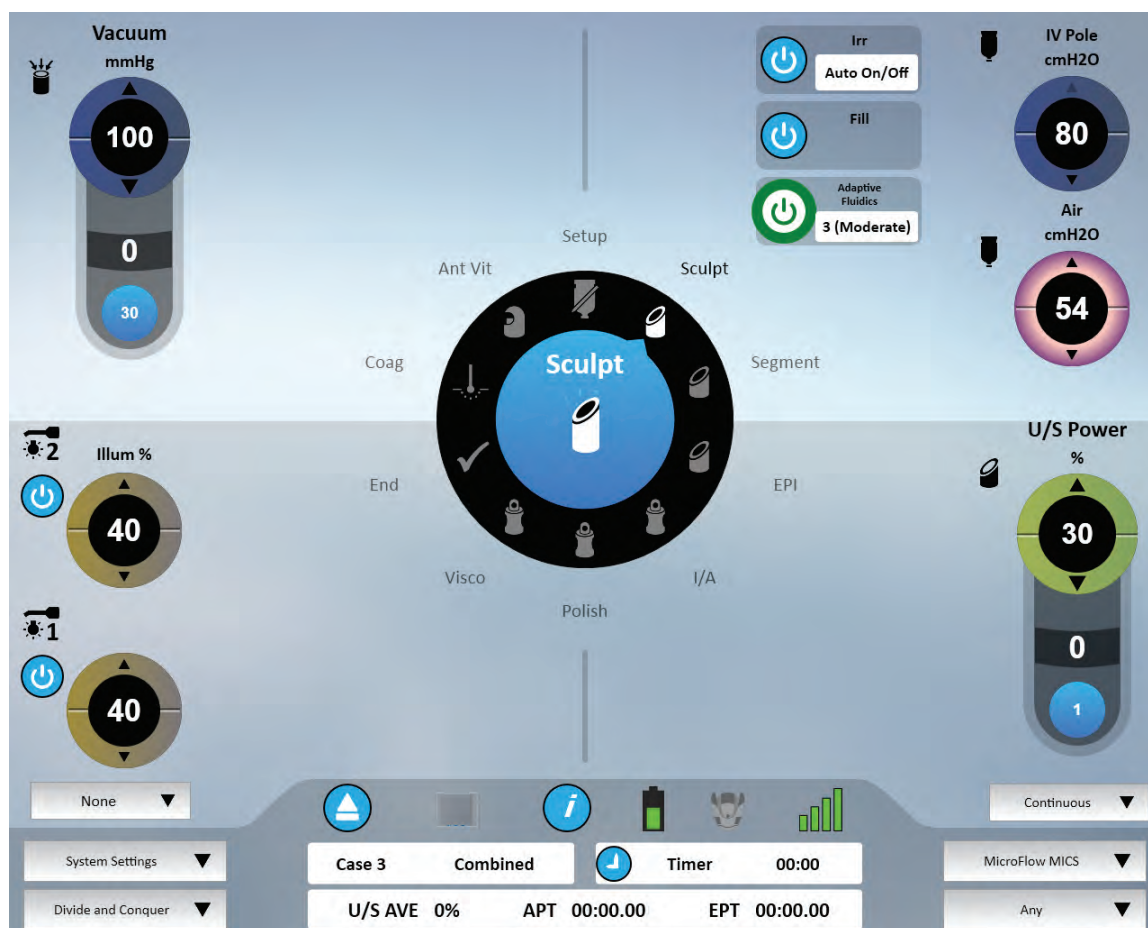 Vacuum
mmHg
100
0
30
Irr
Auto On/Off
Fill
Adaptive
Fluidics
3 (Moderate)
IV Pole
cmH2O
80
Air
cmH2O
54
Setup
Ant Vit
Sculpt
Coag
Sculpt
Segment
End
EPI
Visco
I/A
Polish
2
Illum %
40
1
40
U/S Power
%
30
0
1
None
i
Continuous
System Settings
Case 3 Combined
Timer 00:00
MicroFlow MICS
Divide and Conquer
U/S AVE 0% APT 00:00.00 EPT 00:00.00
Any